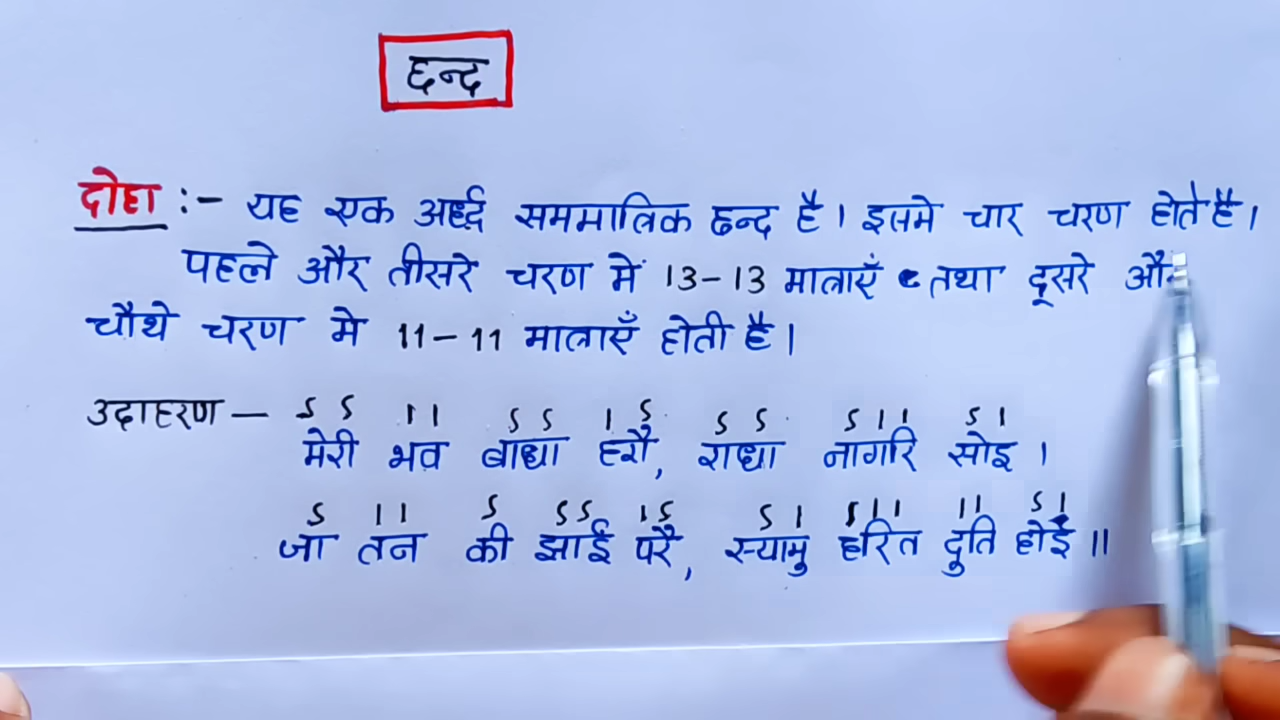 छन्द
दोहा :- यह एक अर्ध्द सममात्रिक छन्द है। इसमे चार चरण होते है।
पहले और तीसरे चरण में 13-13 मात्राएँ तथा दूसरे
चौथे चरण मे 11-11 मात्राएँ होती है।
उदाहरण — S S I I S S I S S S S I I S I
मेरी भव बाधा हरौ, राधा नागरि सोइ।
S I I S S S I S S I I I I I I S I
जा तन की झाई परै, स्यामु हरित दुति होई॥